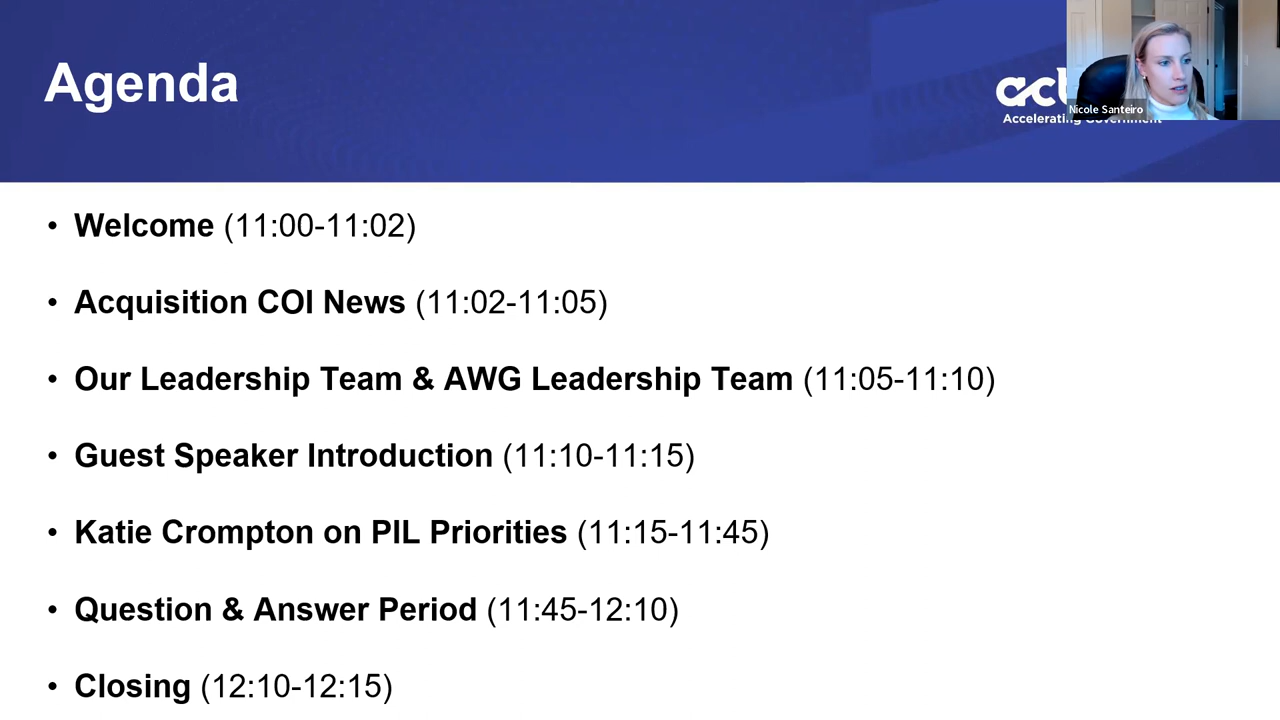 Agenda
Nicole Santeiro
Accelerating Government
• Welcome (11:00-11:02)
• Acquisition COI News (11:02-11:05)
• Our Leadership Team & AWG Leadership Team (11:05-11:10)
• Guest Speaker Introduction (11:10-11:15)
• Katie Crompton on PIL Priorities (11:15-11:45)
• Question & Answer Period (11:45-12:10)
• Closing (12:10-12:15)